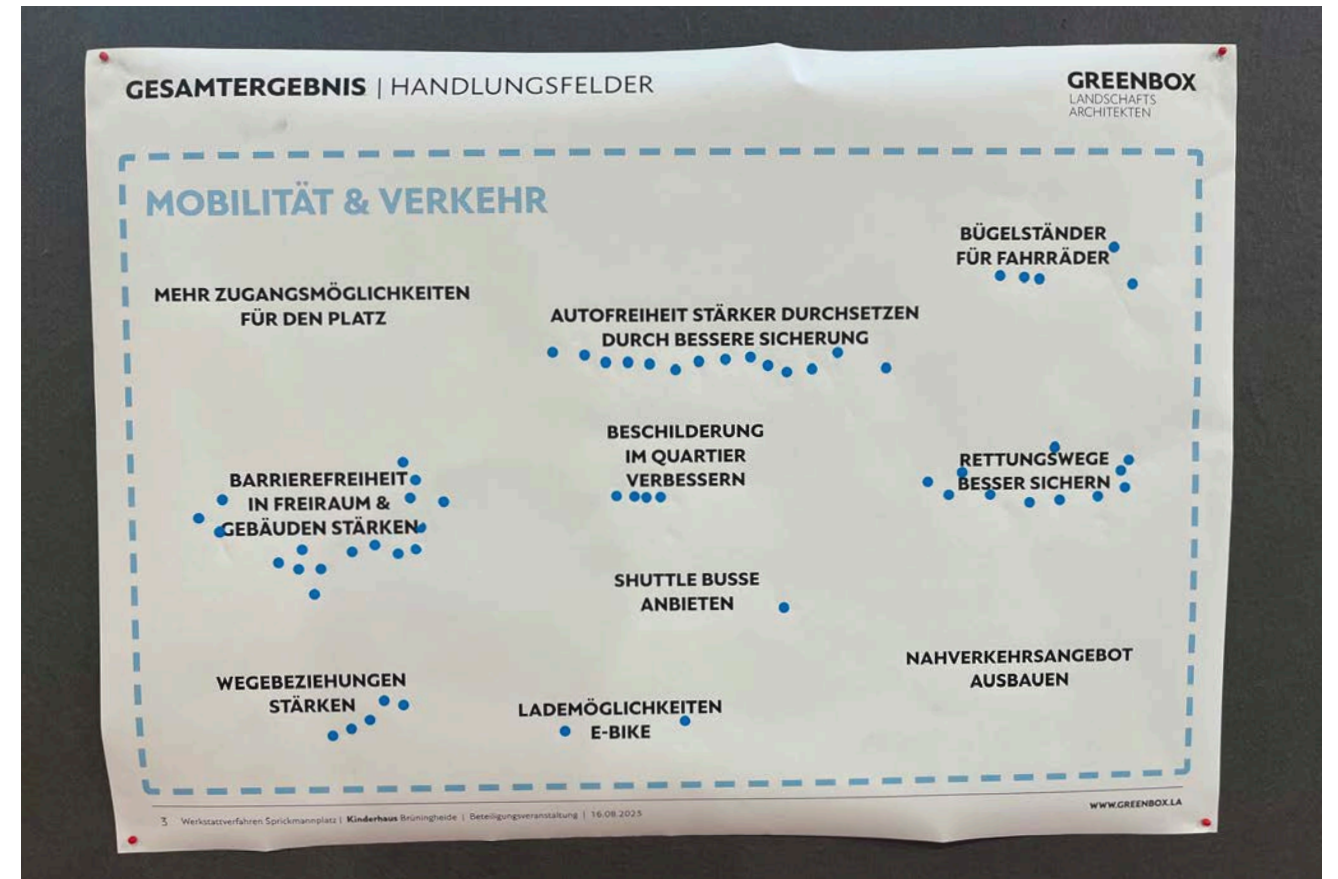 GESAMTERGEBNIS | HANDLUNGSFELDER
GREENBOX
LANDSCHAFTS
ARCHITEKTEN
MOBILITÄT & VERKEHR
BÜGELSTÄNDER
FÜR FAHRRÄDER
MEHR ZUGANGSMÖGLICHKEITEN
FÜR DEN PLATZ
AUTOFREIHEIT STÄRKER DURCHSETZEN
DURCH BESSERE SICHERUNG
BESCHILDERUNG
IM QUARTIER
VERBESSERN
BARRIEREFREIHEIT
IN FREIRAUM &
GEBÄUDEN STÄRKEN
RETTUNGSWEGE
BESSER SICHERN
SHUTTLE BUSSE
ANBIETEN
NAHVERKEHRSANGEBOT
AUSBAUEN
WEGEBEZIEHUNGEN
STÄRKEN
LADEMÖGLICHKEITEN
E-BIKE
3 Werkstattverfahren Sprickmannplatz | Kinderhaus Brüningheide | Beteiligungsveranstaltung | 16.08.2023
WWW.GREENBOX.LA